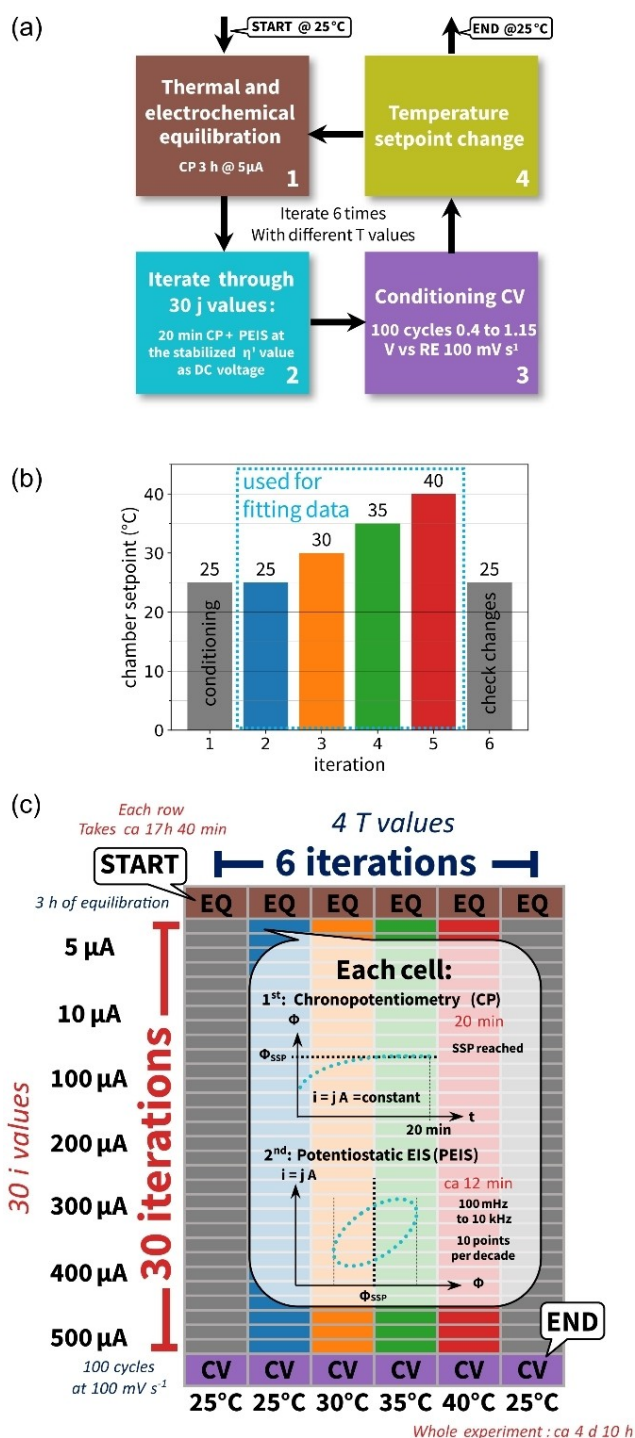 (a)
START @ 25°C
END @25°C
Thermal and
electrochemical
equilibration
CP 3 h @ 5µA
1
Temperature
setpoint change
4
Iterate 6 times
With different T values
Iterate through
30 j values:
20 min CP+ PEIS at
the stabilized η' value
as DC voltage
2
Conditioning CV
100 cycles 0.4 to 1.15
V vs RE 100 mV s¹
3
(b)
used for
fitting data
chamber setpoint (°C)
40
30
20
10
0
25
25
30
35
40
25
conditioning
check changes
1 2 3 4 5 6
iteration
(c)
Each row
Takes ca 17h 40 min
4 T values
START
6 iterations
3 h of equilibration
EQ EQ EQ EQ EQ EQ
30 i values
5 µA
10 µA
100 µA
200 µA
300 µA
400 µA
500 µA
30 iterations
Each cell:
1st: Chronopotentiometry (CP)
Φ
20 min
ΦSSP
SSP reached
i = j A =constant
t
20 min
2nd: Potentiostatic EIS (PEIS)
i = j A
ca 12 min
100 mHz
to 10 kHz
10 points
per decade
Φ
ΦSSP
END
100 cycles
at 100 mV s-1
CV CV CV CV CV CV
25°C 25°C 30°C 35°C 40°C 25°C
Whole experiment : ca 4 d 10 h